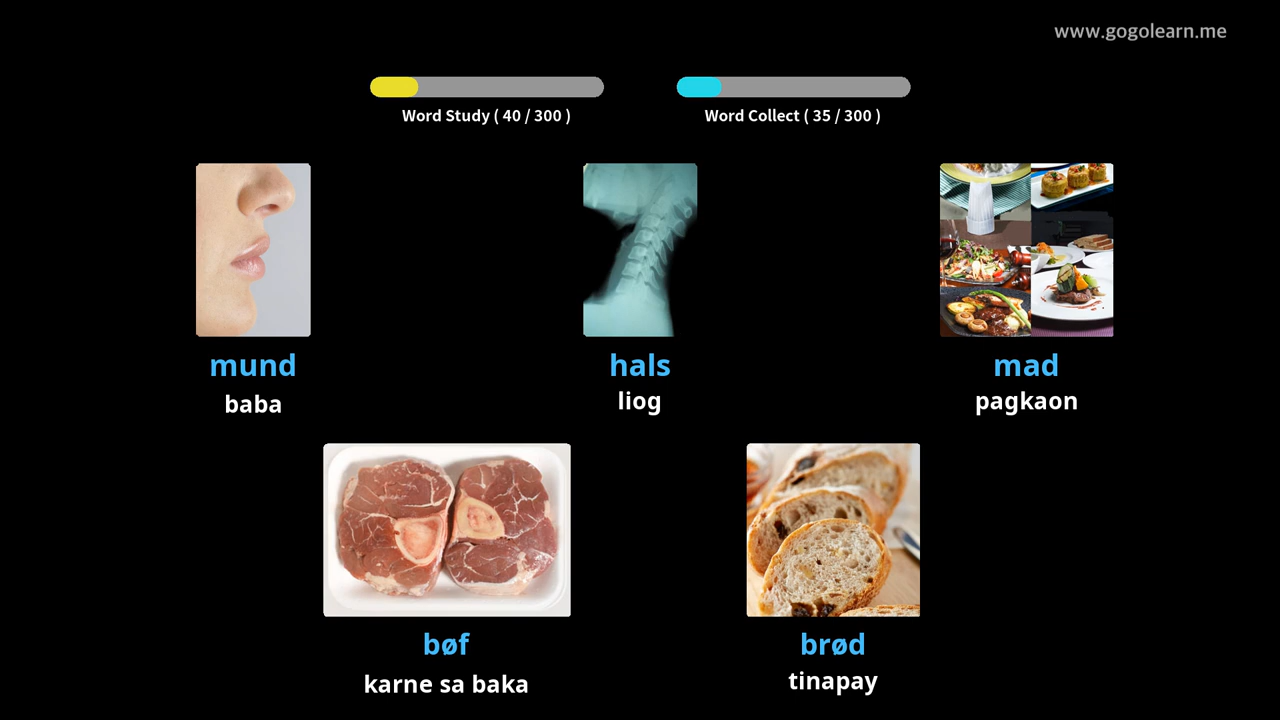 www.gogolearn.me
Word Study ( 40 / 300 )
Word Collect ( 35 / 300 )
mund
baba
hals
liog
mad
pagkaon
bøf
karne sa baka
brød
tinapay